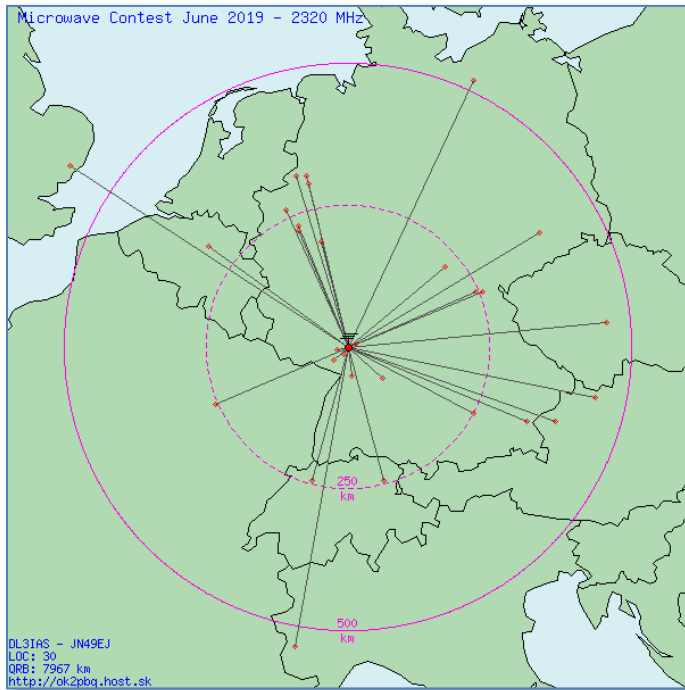 Microwave Contest June 2019 - 2320 MHz
250
km
500
km
DL3IAS - JN49EJ
LOC: 30
QRB: 7967 km
http://ok2pbq.host.sk